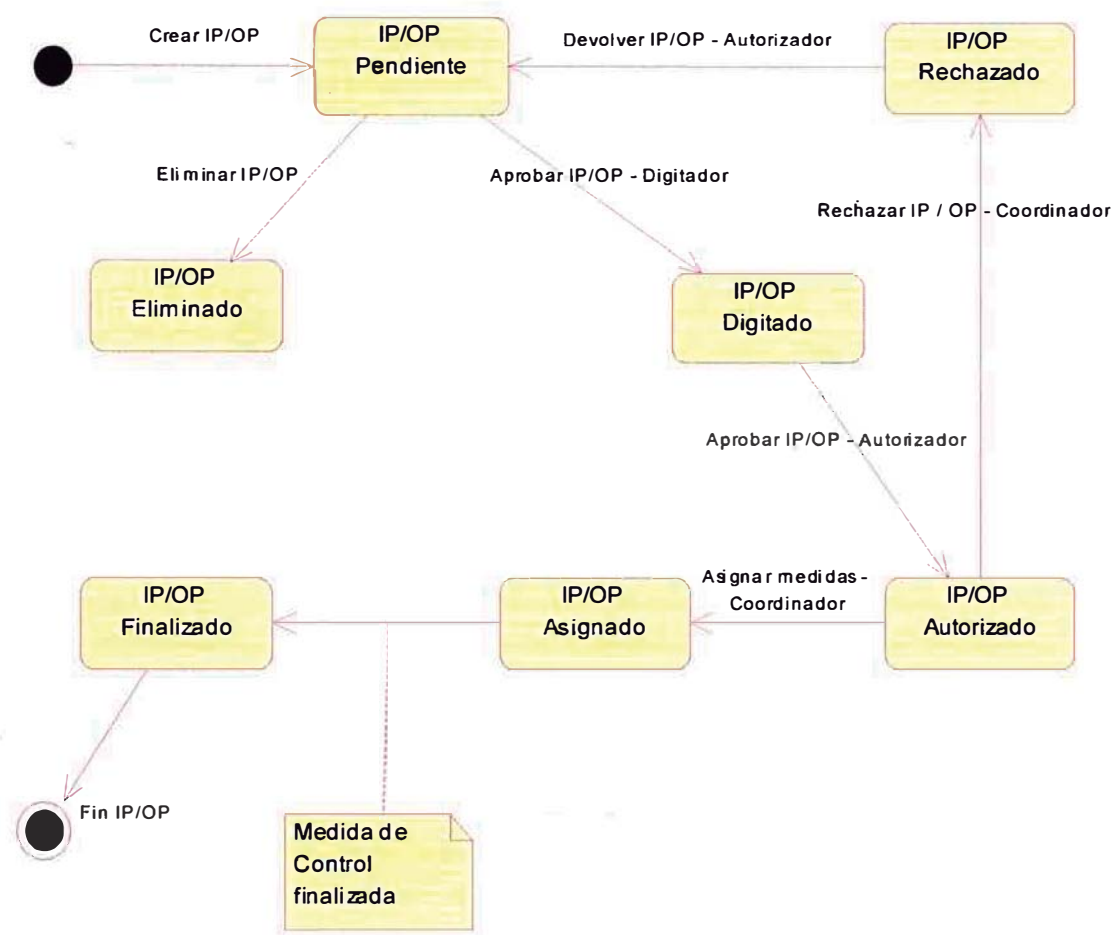 Crear IP/OP
IP/OP
Pendiente
Devolver IP/OP - Autorizador
IP/OP
Rechazado
Eliminar IP/OP
Aprobar IP/OP - Digitador
Rechazar IP / OP - Coordinador
IP/OP
Eliminado
IP/OP
Digitado
Aprobar IP/OP - Autorizador
IP/OP
Finalizado
IP/OP
Asignado
Asignar medidas-
Coordinador
IP/OP
Autorizado
Fin IP/OP
Medida de
Control
finalizada